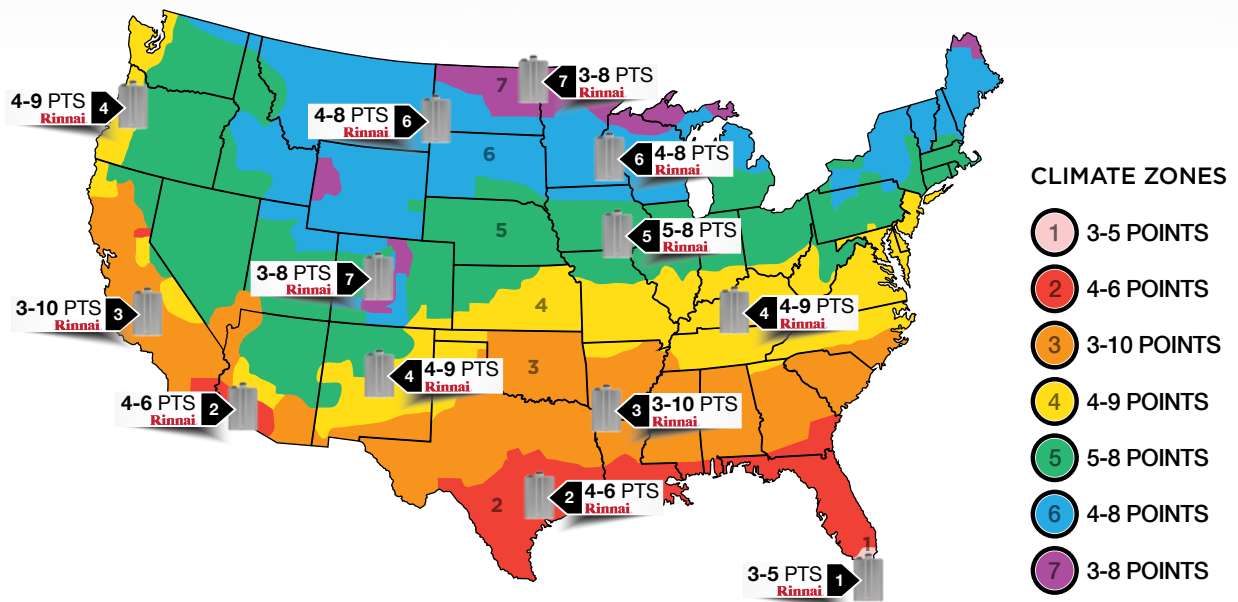 7
7
3-8 PTS
Rinnai
4-9 PTS
4
Rinnai
4-8 PTS
6
Rinnai
6
6
4-8 PTS
Rinnai
5
5
5-8 PTS
Rinnai
3-8 PTS
7
Rinnai
3-10 PTS
3
Rinnai
4
4
4-9 PTS
Rinnai
4
4-9 PTS
Rinnai
3
4-6 PTS
2
Rinnai
3
3-10 PTS
Rinnai
2
2
4-6 PTS
Rinnai
1
3-5 PTS
1
Rinnai
CLIMATE ZONES
1 3-5 POINTS
2 4-6 POINTS
3 3-10 POINTS
4 4-9 POINTS
5 5-8 POINTS
6 4-8 POINTS
7 3-8 POINTS